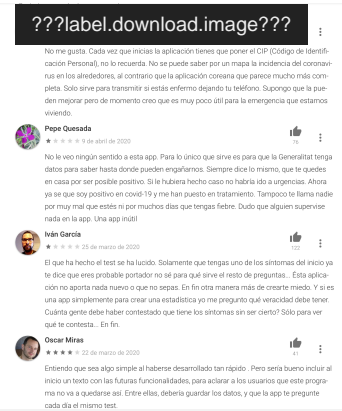 ???label.download.image???
No me gusta. Cada vez que inicias la aplicación tienes que poner el CIP (Código de Identifi-
cación Personal), no lo recuerda. No se puede saber por un mapa la incidencia del coronavi-
rus en los alrededores, al contrario que la aplicación coreana que parece mucho más com-
pleta. Solo sirve para transmitir si estás enfermo dejando tu teléfono. Supongo que la pue-
den mejorar pero de momento creo que es muy poco útil para la emergencia que estamos
viviendo.
Pepe Quesada
9 de abril de 2020
76
No le veo ningún sentido a esta app. Para lo único que sirve es para que la Generalitat tenga
datos para saber hasta donde pueden engañarnos. Siempre dice lo mismo, que te quedes
en casa por ser posible positivo. Si le hubiera hecho caso no habría ido a urgencias. Ahora
ya se que soy positivo en covid-19 y me han puesto en tratamiento. Tampoco te llama nadie
por muy mal que estés ni por muchos días que tengas fiebre. Dudo que alguien supervise
nada en la app. Una app inútil
Iván García
25 de marzo de 2020
122
El que ha hecho el test se ha lucido. Solamente que tengas uno de los síntomas del inicio ya
te dice que eres probable portador no sé para qué sirve el resto de preguntas... Ésta aplica-
ción no aporta nada nuevo o que no sepas. En fin otra manera más de crearte miedo. Y si es
una app simplemente para crear una estadística yo me pregunto qué veracidad debe tener.
Cuánta gente debe haber contestado que tiene los síntomas sin ser cierto? Sólo para ver
qué te contesta... En fin.
Oscar Miras
22 de marzo de 2020
41
Entiendo que sea algo simple al haberse desarrollado tan rápido . Pero sería bueno incluir al
inicio un texto con las futuras funcionalidades, para aclarar a los usuarios que este progra-
ma no va a quedarse así. Entre ellas, debería guardar los datos, y que la app te pregunte
cada día el mismo test.